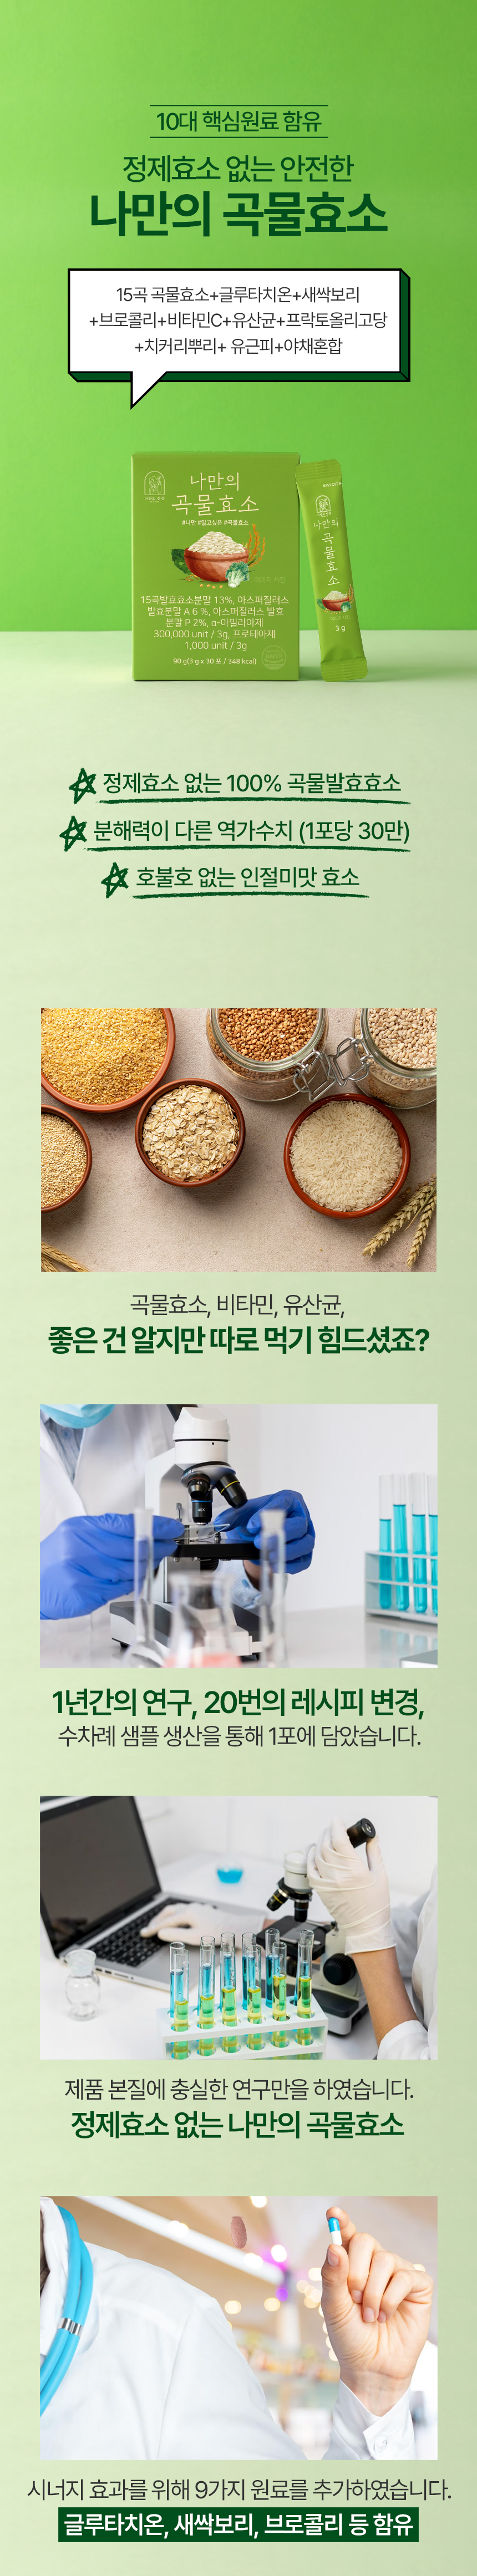 10대 핵심원료 함유
정제효소 없는 안전한
나만의 곡물효소
15곡 곡물효소+글루타치온+새싹보리
+브로콜리+비타민C+유산균+프락토올리고당
+치커리뿌리+ 유근피+야채혼합
나만의
곡물효소
#나만 #알고싶은 #곡물효소
15곡발효효소분말 13%, 아스퍼질러스
발효분말 A 6 %, 아스퍼질러스 발효
분말 P 2%, α-아밀라아제
300,000 unit / 3g, 프로테아제
1,000 unit / 3g
90 g(3 g x 30 포 / 348 kcal)
나만의
곡물효소
3 g
정제효소 없는 100% 곡물발효효소
분해력이 다른 역가수치 (1포당 30만)
호불호 없는 인절미맛 효소
곡물효소, 비타민, 유산균,
좋은 건 알지만 따로 먹기 힘드셨죠?
1년간의 연구, 20번의 레시피 변경,
수차례 샘플 생산을 통해 1포에 담았습니다.
제품 본질에 충실한 연구만을 하였습니다.
정제효소 없는 나만의 곡물효소
시너지 효과를 위해 9가지 원료를 추가하였습니다.
글루타치온, 새싹보리, 브로콜리 등 함유